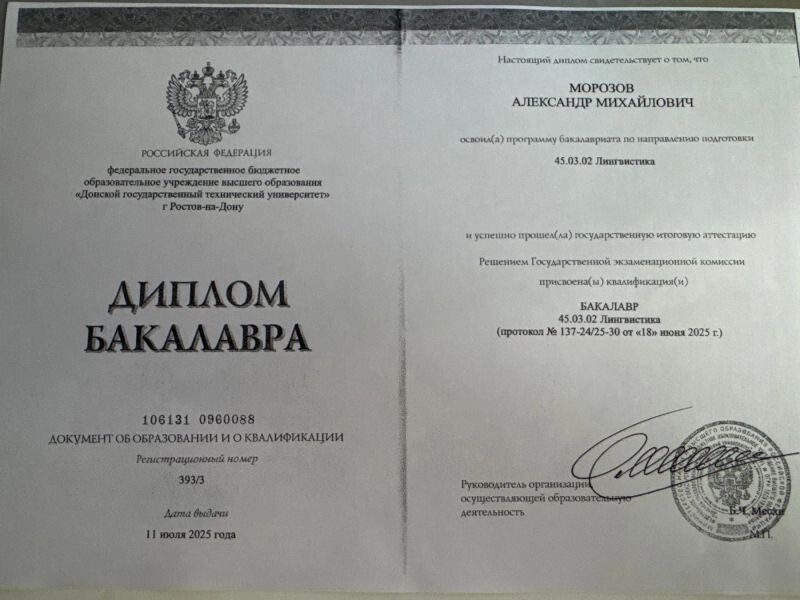 РОССИЙСКАЯ ФЕДЕРАЦИЯ
федеральное государственное бюджетное
образовательное учреждение высшего образования
«Донской государственный технический университет»
г Ростов-на-Дону
ДИПЛОМ
БАКАЛАВРА
106131 0960088
ДОКУМЕНТ ОБ ОБРАЗОВАНИИ И О КВАЛИФИКАЦИИ
Регистрационный номер
393/3
Дата выдачи
11 июля 2025 года
Настоящий диплом свидетельствует о том, что
МОРОЗОВ
АЛЕКСАНДР МИХАЙЛОВИЧ
освоил(а) программу бакалавриата по направлению подготовки
45.03.02 Лингвистика
и успешно прошел(ла) государственную итоговую аттестацию
Решением Государственной экзаменационной комиссии
присвоена(ы) квалификация(и)
БАКАЛАВР
45.03.02 Лингвистика
(протокол № 137-24/25-30 от «18» июня 2025 г.)
Руководитель организации,
осуществляющей образовательную
деятельность
Б.Ч. Месхи
М.П.